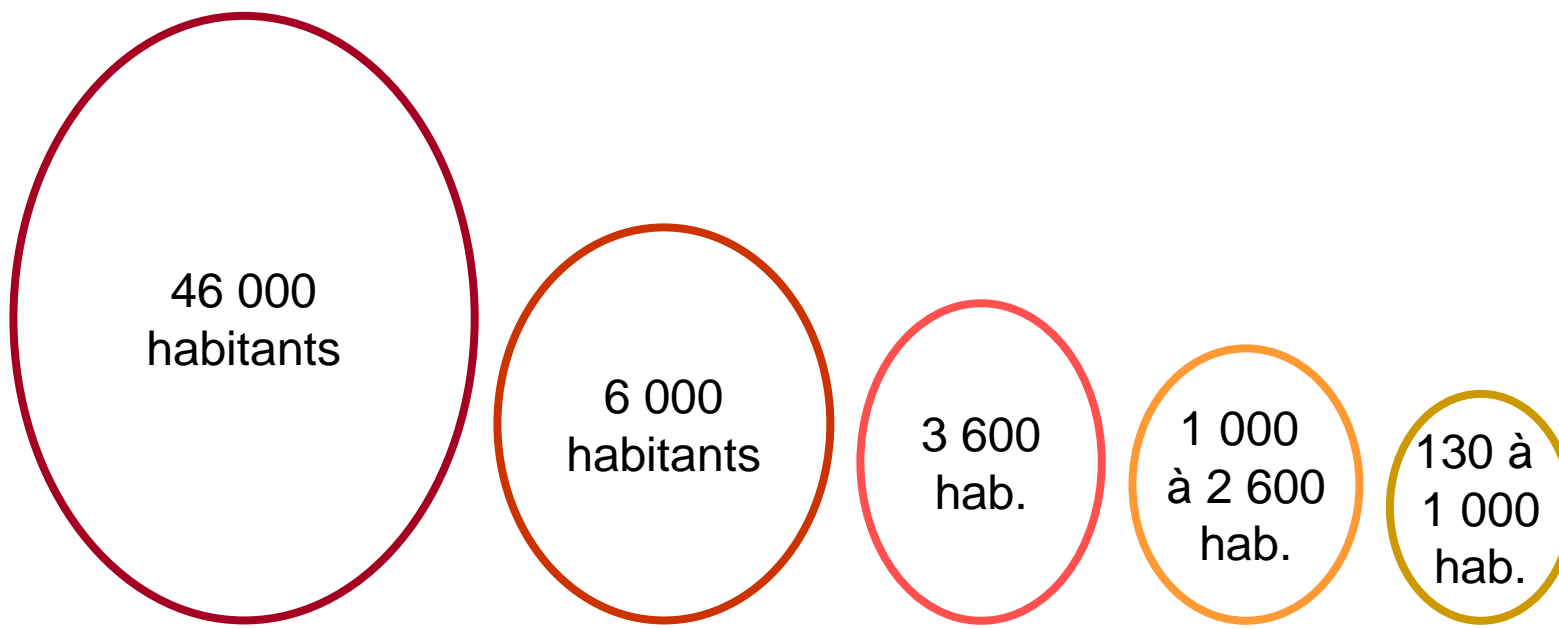 46 000
habitants
6 000
habitants
3 600
hab.
1 000
à 2 600
hab.
130 à
1 000
hab.